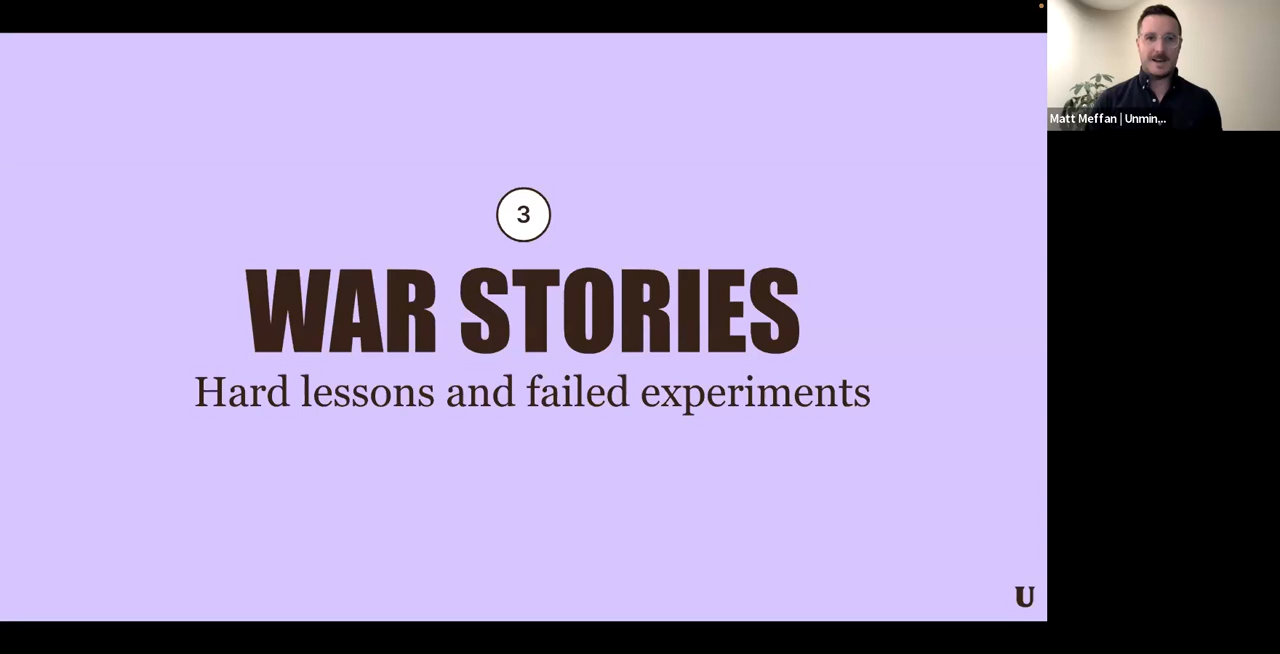 3
WAR STORIES
Hard lessons and failed experiments
U
Matt Meffan | Unmin...